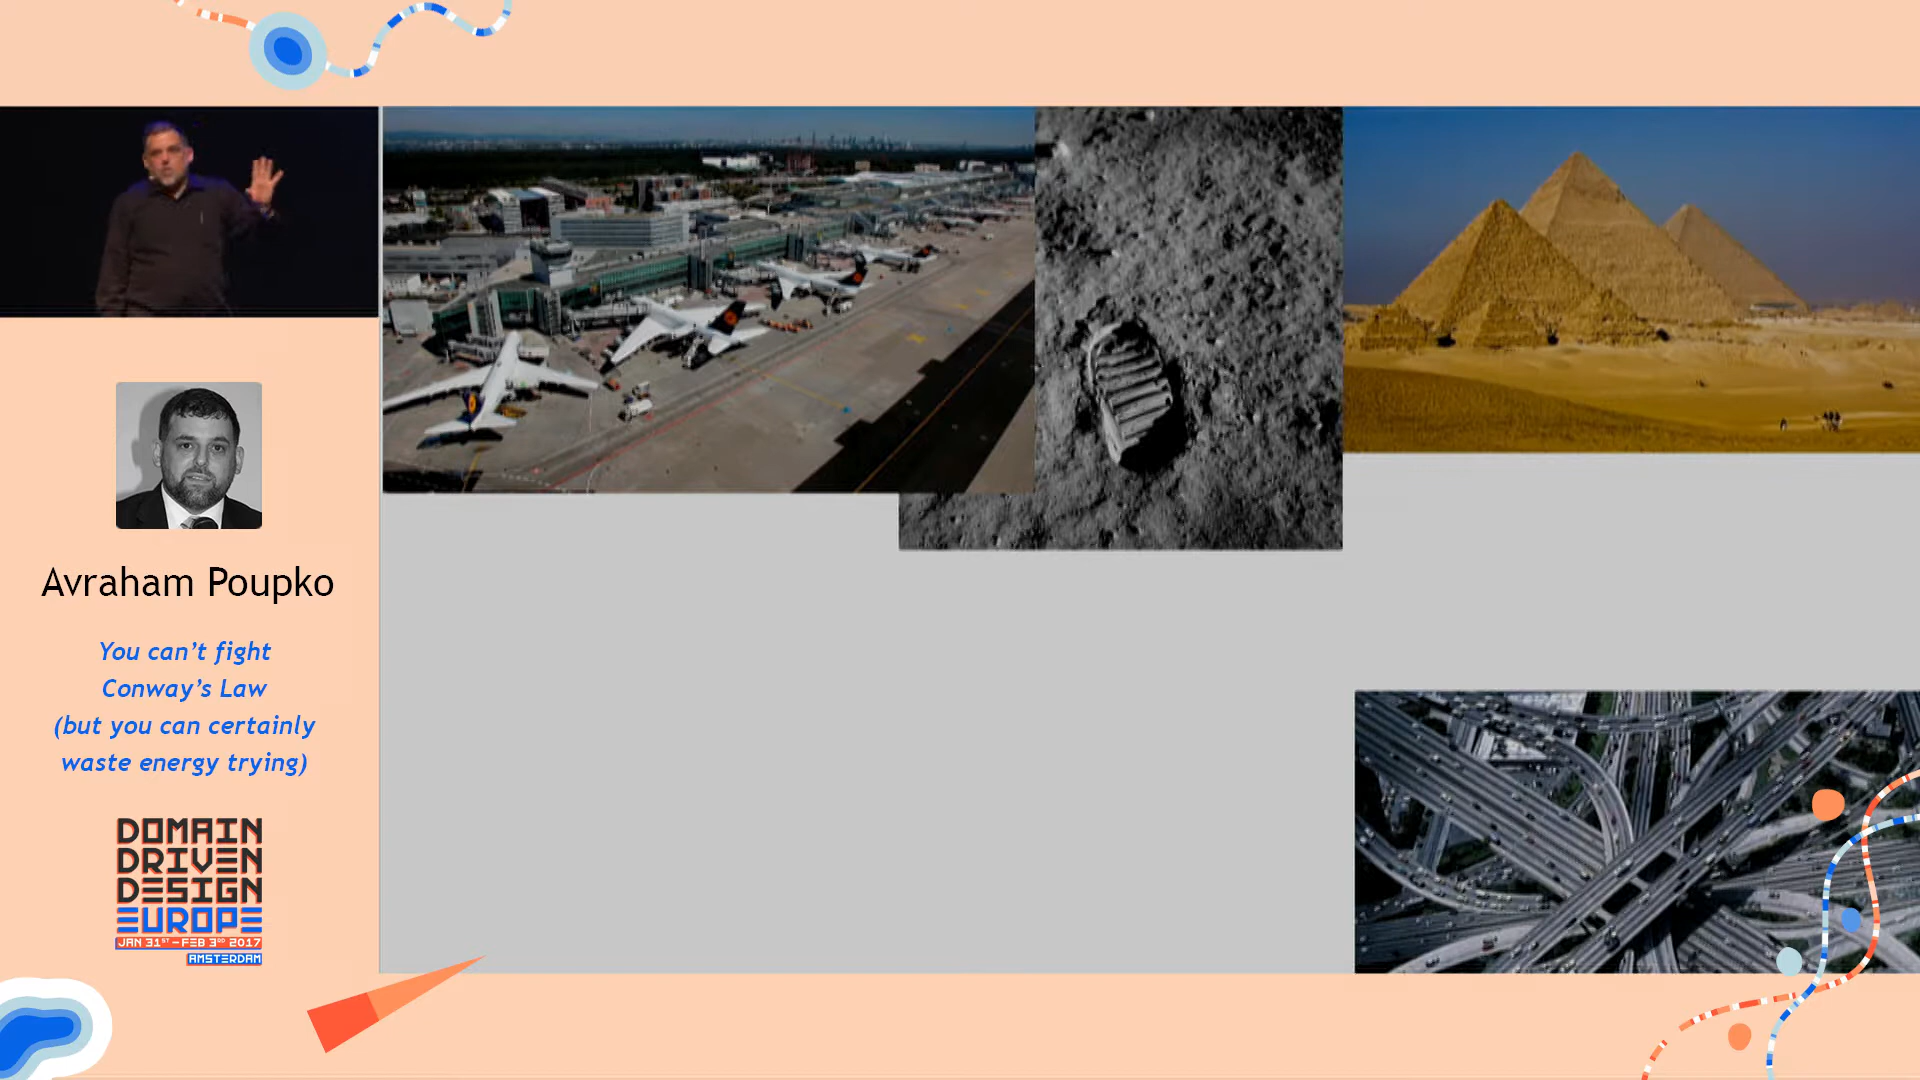 Avraham Poupko
You can't fight
Conway's Law
(but you can certainly
waste energy trying)
DOMAIN
DRIVEN
DESIGN
EUROPE
JAN 31ST - FEB 3RD 2017
AMSTERDAM